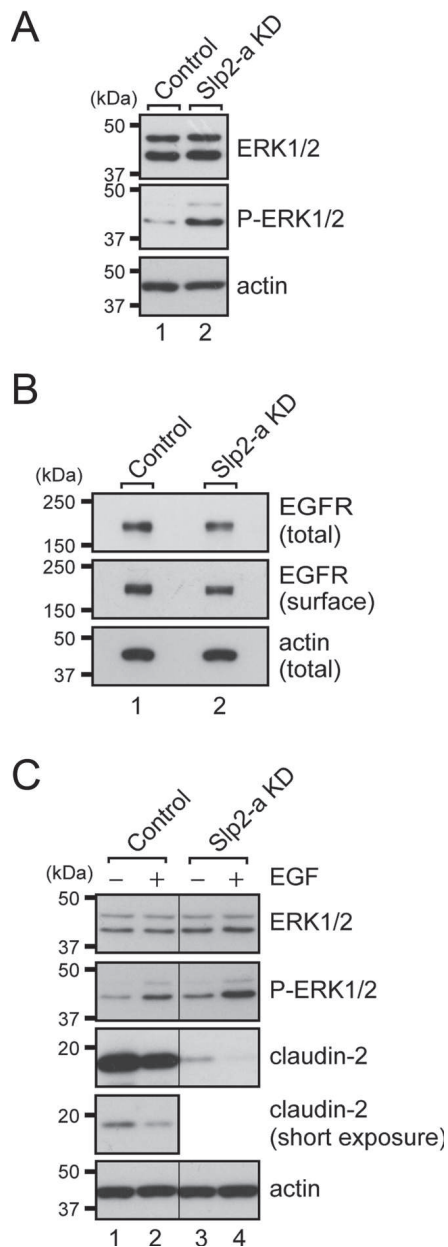 A
Control
Slp2-a KD
(kDa)
50
ERK1/2
37
50
P-ERK1/2
37
50
actin
37
1 2
B
Control
Slp2-a KD
(kDa)
250
EGFR
(total)
150
250
EGFR
(surface)
150
50
actin
(total)
37
1 2
C
Control
Slp2-a KD
(kDa)
– + – + EGF
50
ERK1/2
37
50
P-ERK1/2
37
20
claudin-2
20
claudin-2
(short exposure)
50
actin
37
1 2 3 4